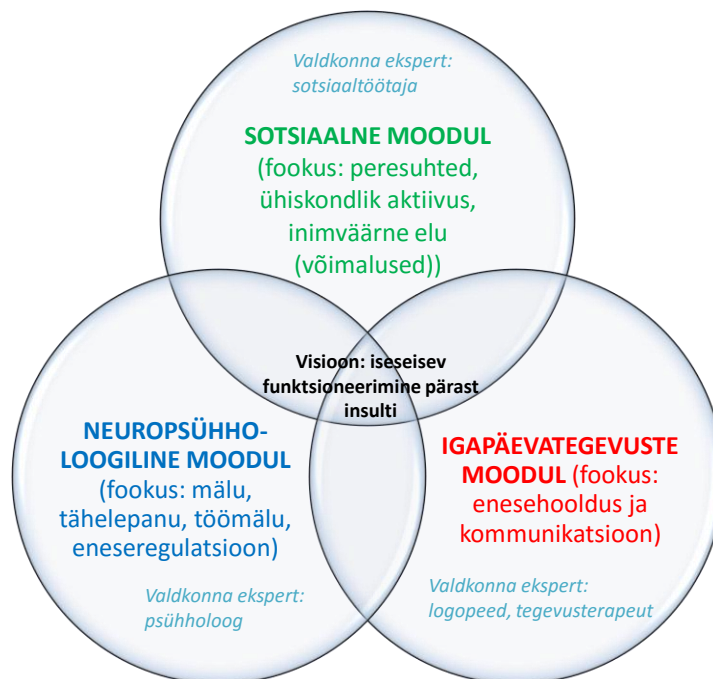 Valdkonna ekspert:
sotsiaaltöötaja
SOTSIAALNE MOODUL
(fookus: peresuhted,
ühiskondlik aktiivus,
inimväärne elu
(võimalused))
Visioon: iseseisev
funktsioneerimine pärast
insulti
NEUROPSÜHHO-
LOOGILINE MOODUL
(fookus: mälu,
tähelepanu, töömälu,
eneseregulatsioon)
Valdkonna ekspert:
psühholoog
IGAPÄEVATEGEVUSTE
MOODUL (fookus:
enesehooldus ja
kommunikatsioon)
Valdkonna ekspert:
logopeed, tegevusterapeut